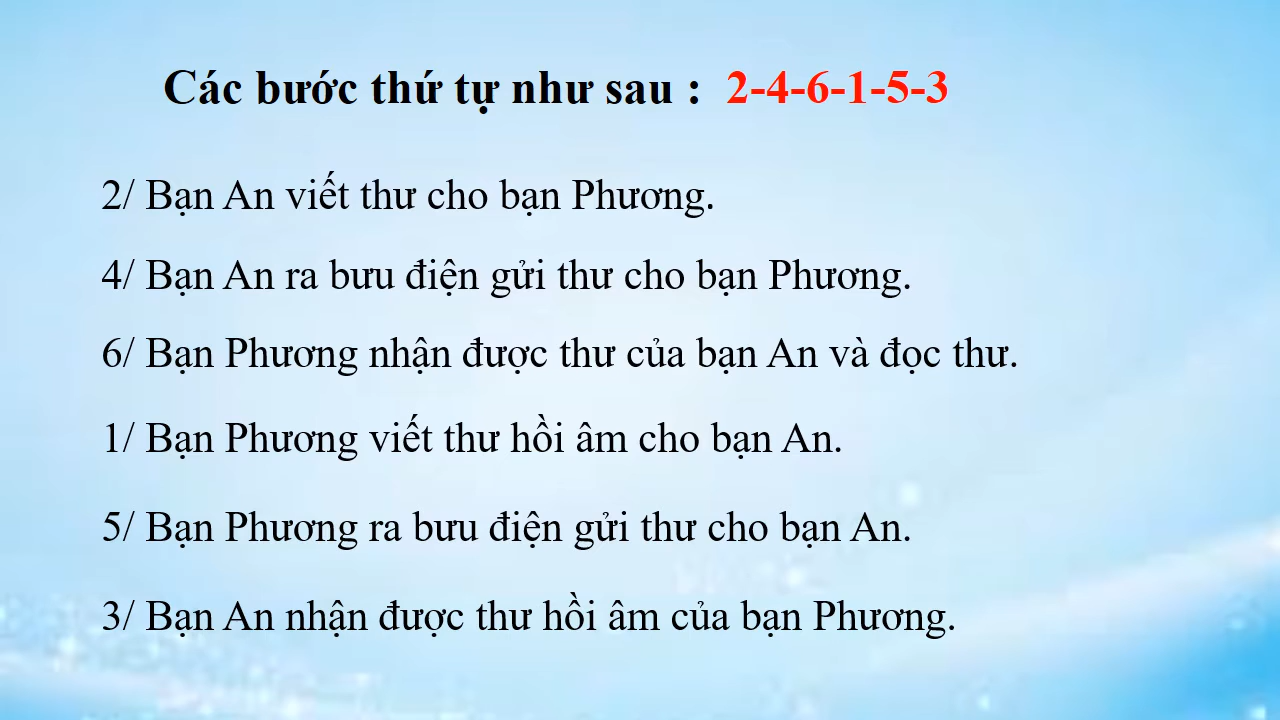 Các bước thứ tự như sau : 2-4-6-1-5-3
2/ Bạn An viết thư cho bạn Phương.
4/ Bạn An ra bưu điện gửi thư cho bạn Phương.
6/ Bạn Phương nhận được thư của bạn An và đọc thư.
1/ Bạn Phương viết thư hồi âm cho bạn An.
5/ Bạn Phương ra bưu điện gửi thư cho bạn An.
3/ Bạn An nhận được thư hồi âm của bạn Phương.